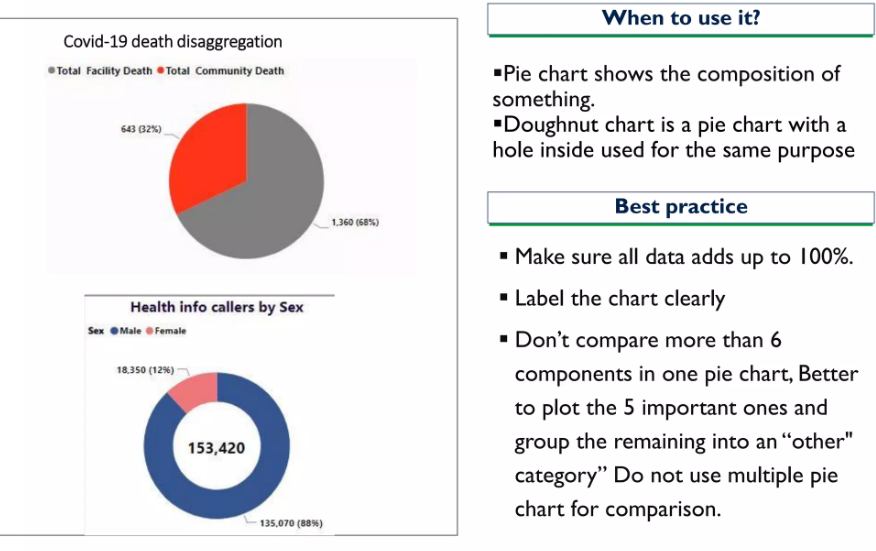 Covid-19 death disaggregation
Total Facility Death Total Community Death
643 (32%)
1,360 (68%)
Health info callers by Sex
Sex Male Female
18,350 (12%)
153,420
135,070 (88%)
When to use it?
▪Pie chart shows the composition of
something.
▪Doughnut chart is a pie chart with a
hole inside used for the same purpose
Best practice
▪ Make sure all data adds up to 100%.
▪ Label the chart clearly
▪ Don’t compare more than 6
components in one pie chart, Better
to plot the 5 important ones and
group the remaining into an “other"
category” Do not use multiple pie
chart for comparison.